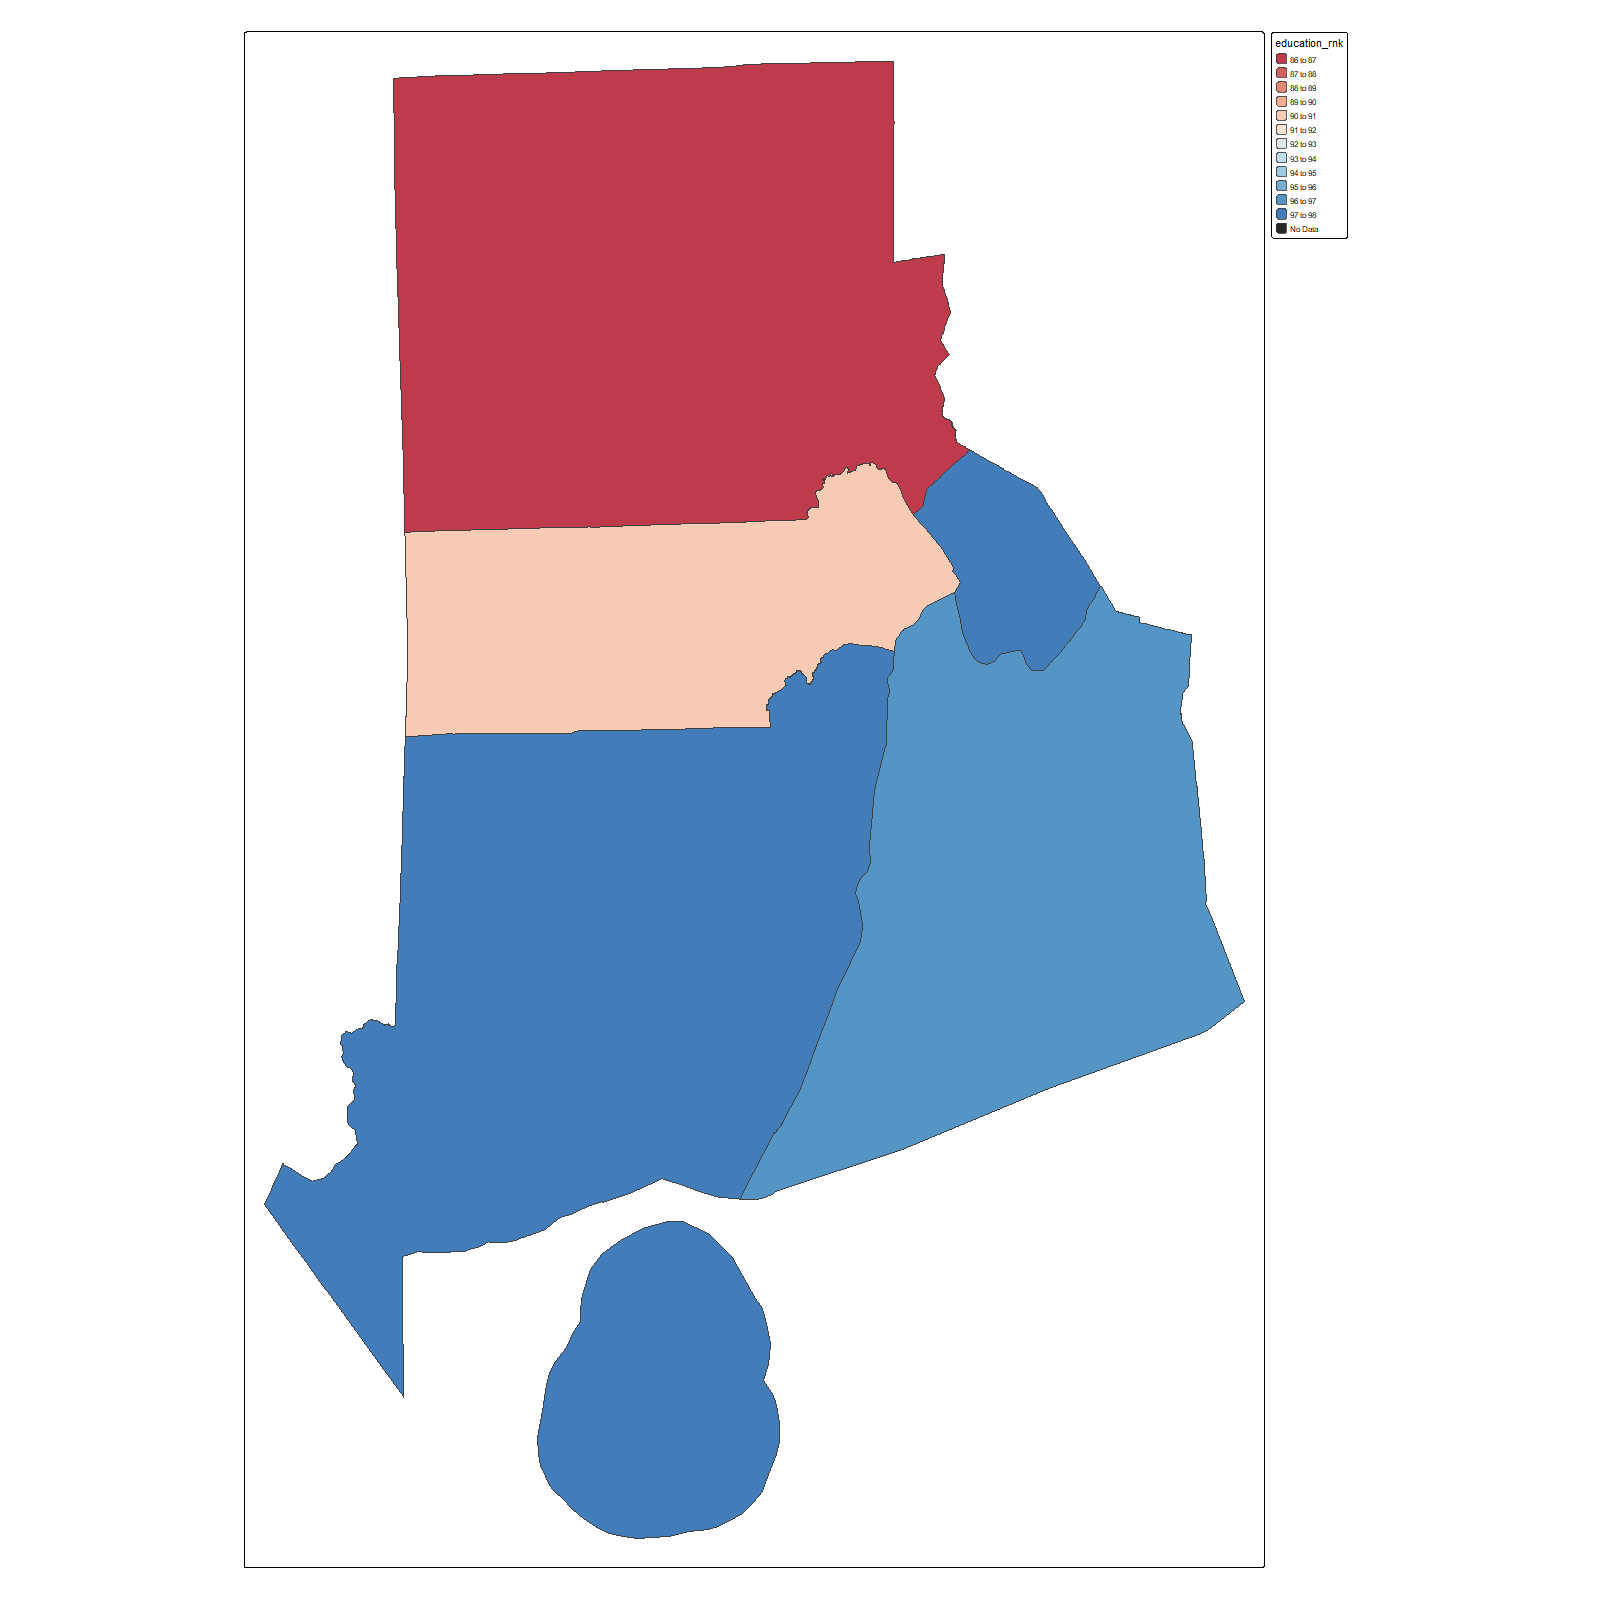 education_rnk
86 to 87
87 to 88
88 to 89
89 to 90
90 to 91
91 to 92
92 to 93
93 to 94
94 to 95
95 to 96
96 to 97
97 to 98
No Data